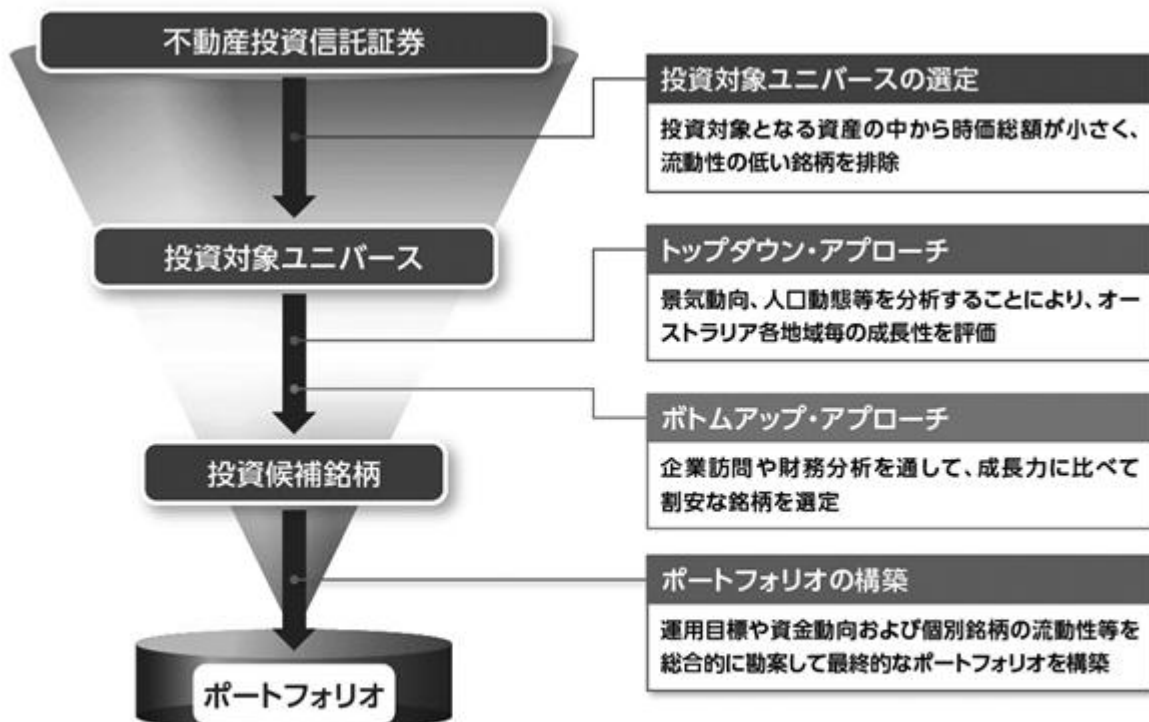 不動産投資信託証券
投資対象ユニバースの選定
投資対象となる資産の中から時価総額が小さく、
流動性の低い銘柄を排除
投資対象ユニバース
トップダウン・アプローチ
景気動向、人口動態等を分析することにより、オー
ストラリア各地域毎の成長性を評価
ボトムアップ・アプローチ
企業訪問や財務分析を通して、成長力に比べて
割安な銘柄を選定
投資候補銘柄
ポートフォリオの構築
運用目標や資金動向および個別銘柄の流動性等を
総合的に勘案して最終的なポートフォリオを構築
ポートフォリオ